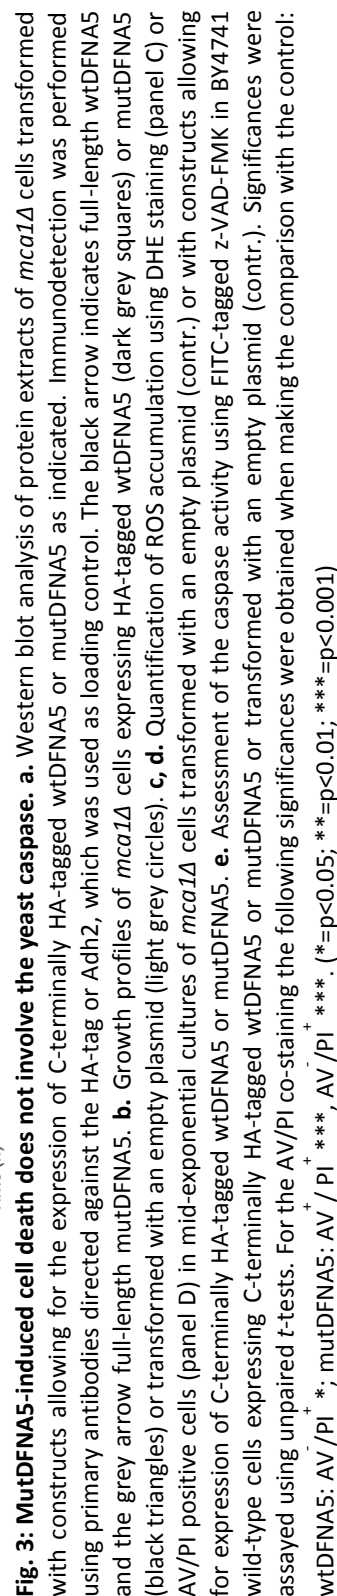 Fig. 3: MutDFNA5-induced cell death does not involve the yeast caspase. a. Western blot analysis of protein extracts of mca1Δ cells transformed
with constructs allowing for the expression of C-terminally HA-tagged wtDFNA5 or mutDFNA5 as indicated. Immunodetection was performed
using primary antibodies directed against the HA-tag or Adh2, which was used as loading control. The black arrow indicates full-length wtDFNA5
and the grey arrow full-length mutDFNA5. b. Growth profiles of mca1Δ cells expressing HA-tagged wtDFNA5 (dark grey squares) or mutDFNA5
(black triangles) or transformed with an empty plasmid (light grey circles). c, d. Quantification of ROS accumulation using DHE staining (panel C) or
AV/PI positive cells (panel D) in mid-exponential cultures of mca1Δ cells transformed with an empty plasmid (contr.) or with constructs allowing
for expression of C-terminally HA-tagged wtDFNA5 or mutDFNA5. e. Assessment of the caspase activity using FITC-tagged z-VAD-FMK in BY4741
wild-type cells expressing C-terminally HA-tagged wtDFNA5 or mutDFNA5 or transformed with an empty plasmid (contr.). Significances were
assayed using unpaired t-tests. For the AV/PI co-staining the following significances were obtained when making the comparison with the control:
wtDFNA5: AV⁻/PI⁺ *; mutDFNA5: AV⁺/ PI⁺ ***, AV⁻/PI⁺ ***. (*=p<0.05; **=p<0.01; ***=p<0.001)